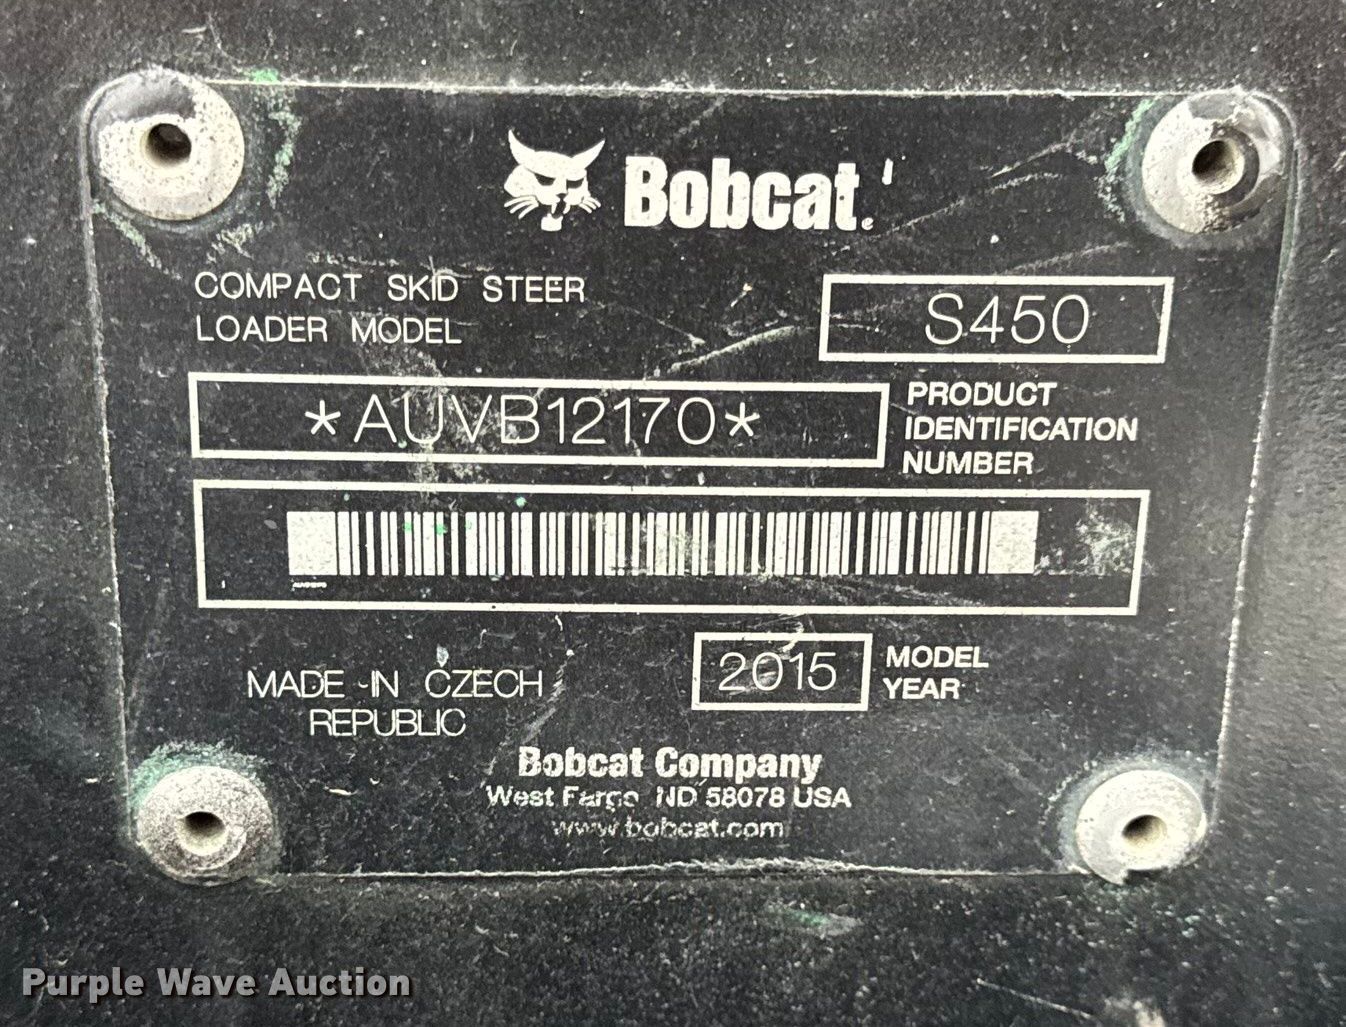 Bobcat.
COMPACT SKID STEER
LOADER MODEL
S450
*AUVB12170*
PRODUCT
IDENTIFICATION
NUMBER
MADE IN CZECH
REPUBLIC
2015
MODEL
YEAR
Bobcat Company
West Fargo ND 58078 USA
www.bobcat.com
Purple Wave Auction